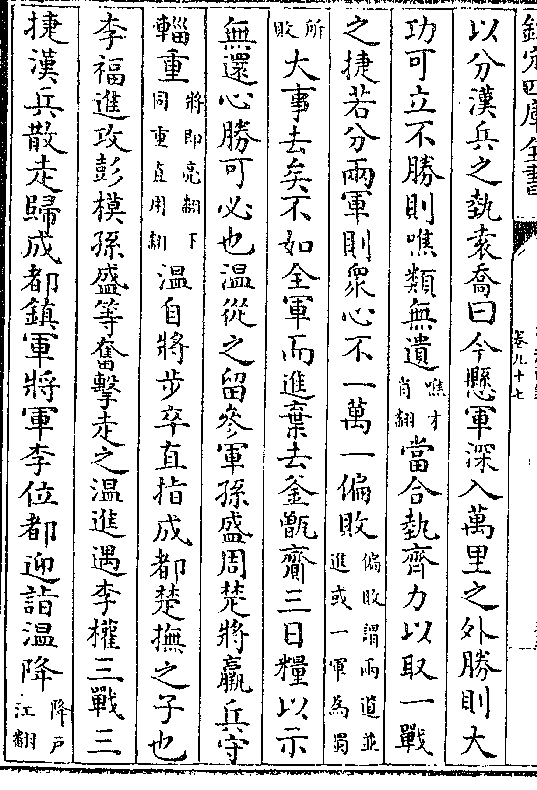 欽定四庫全書
卷九十七
以分漢兵之埶袁喬曰今懸軍深入萬里之外勝則大
功可立不勝則噍類無遺噍才肖翻當合埶齊力以取一戰
之捷若分兩軍則衆心不一萬一偏敗偏敗謂兩道並進或一軍為蜀
所敗大事去矣不如全軍而進棄去釜甑齎三日糧以示
無還心勝可必也温從之留參軍孫盛周楚將羸兵守
輜重將即亮翻下同重直用翻温自將步卒直指成都楚撫之子也
李福進攻彭模孫盛等奮擊走之温進遇李權三戰三
捷漢兵散走歸成都鎮軍將軍李位都迎詣温降降户江翻